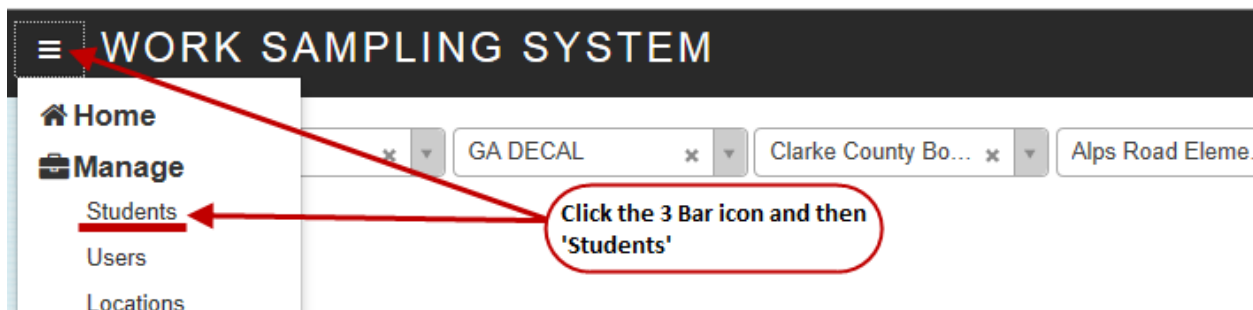 WORK SAMPLING SYSTEM
Home
Manage
GA DECAL
Clarke County Bo...
Alps Road Eleme.
Students
Click the 3 Bar icon and then
'Students'
Users
Locations